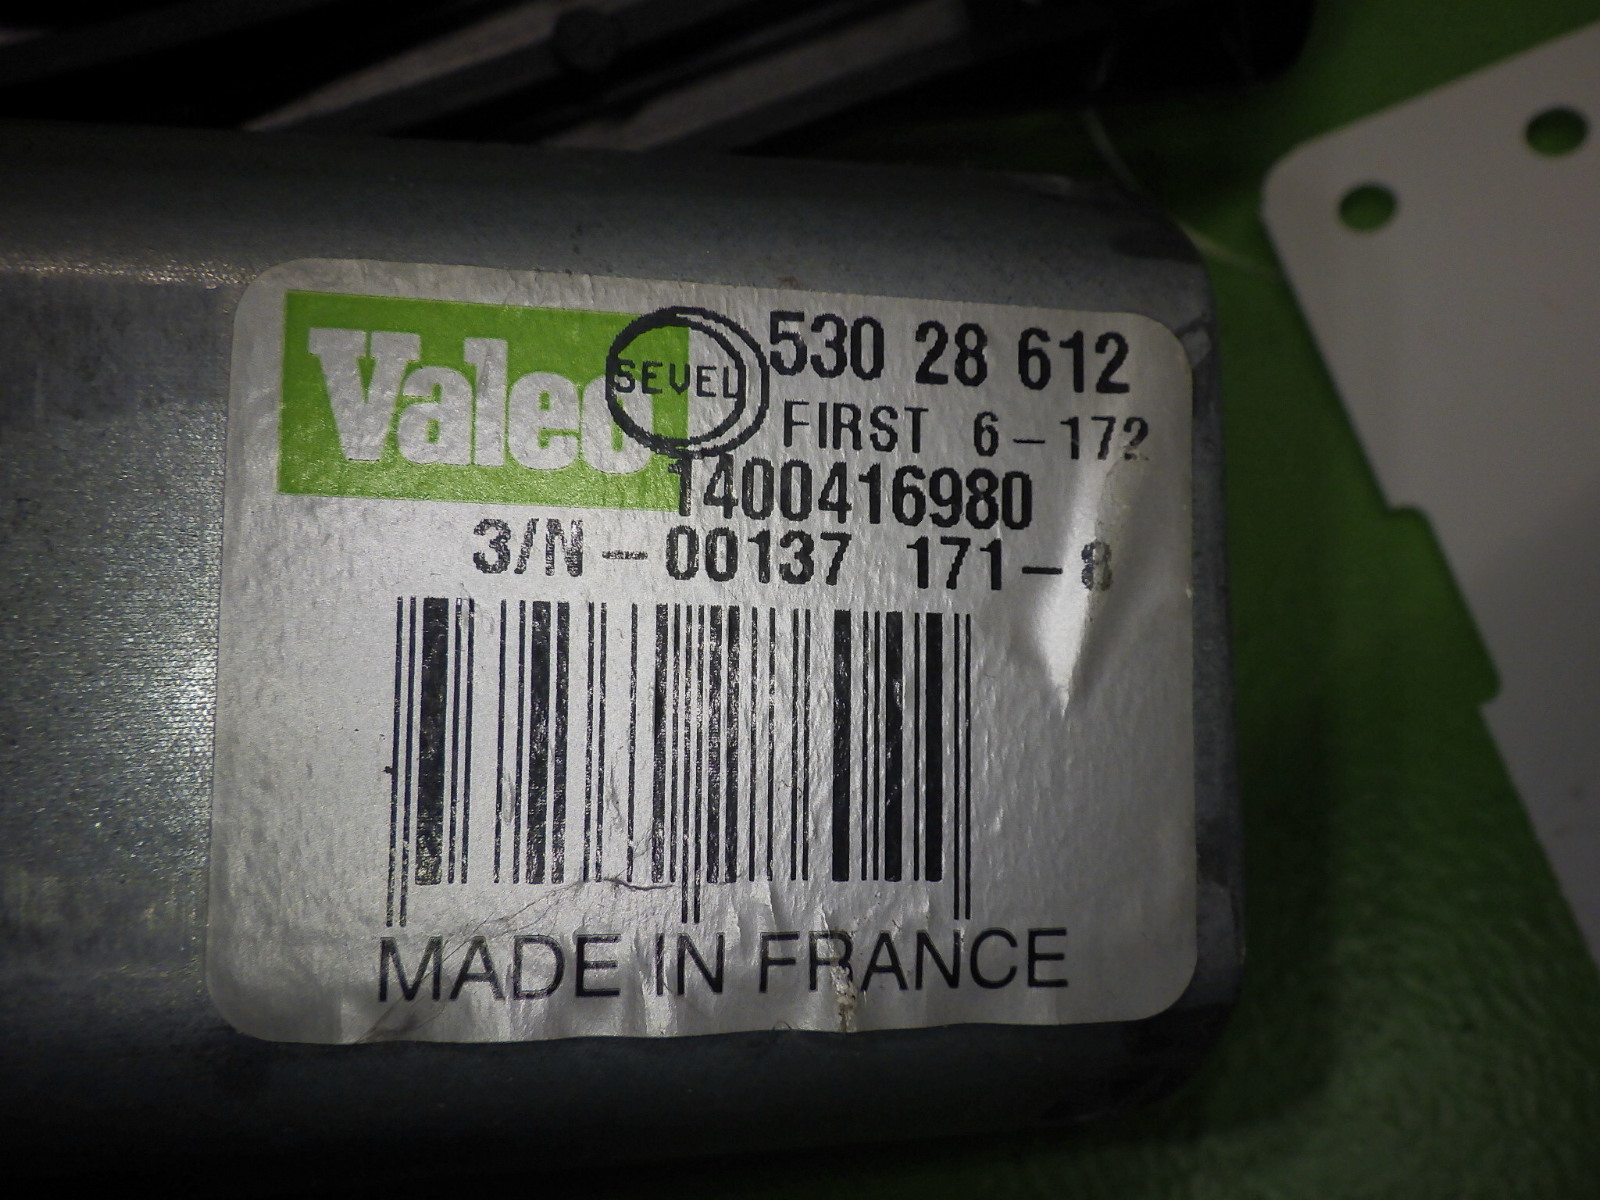 Valeo SEVEL 530 28 612
FIRST 6-172
1400416980
3/N-00137 171-8
MADE IN FRANCE